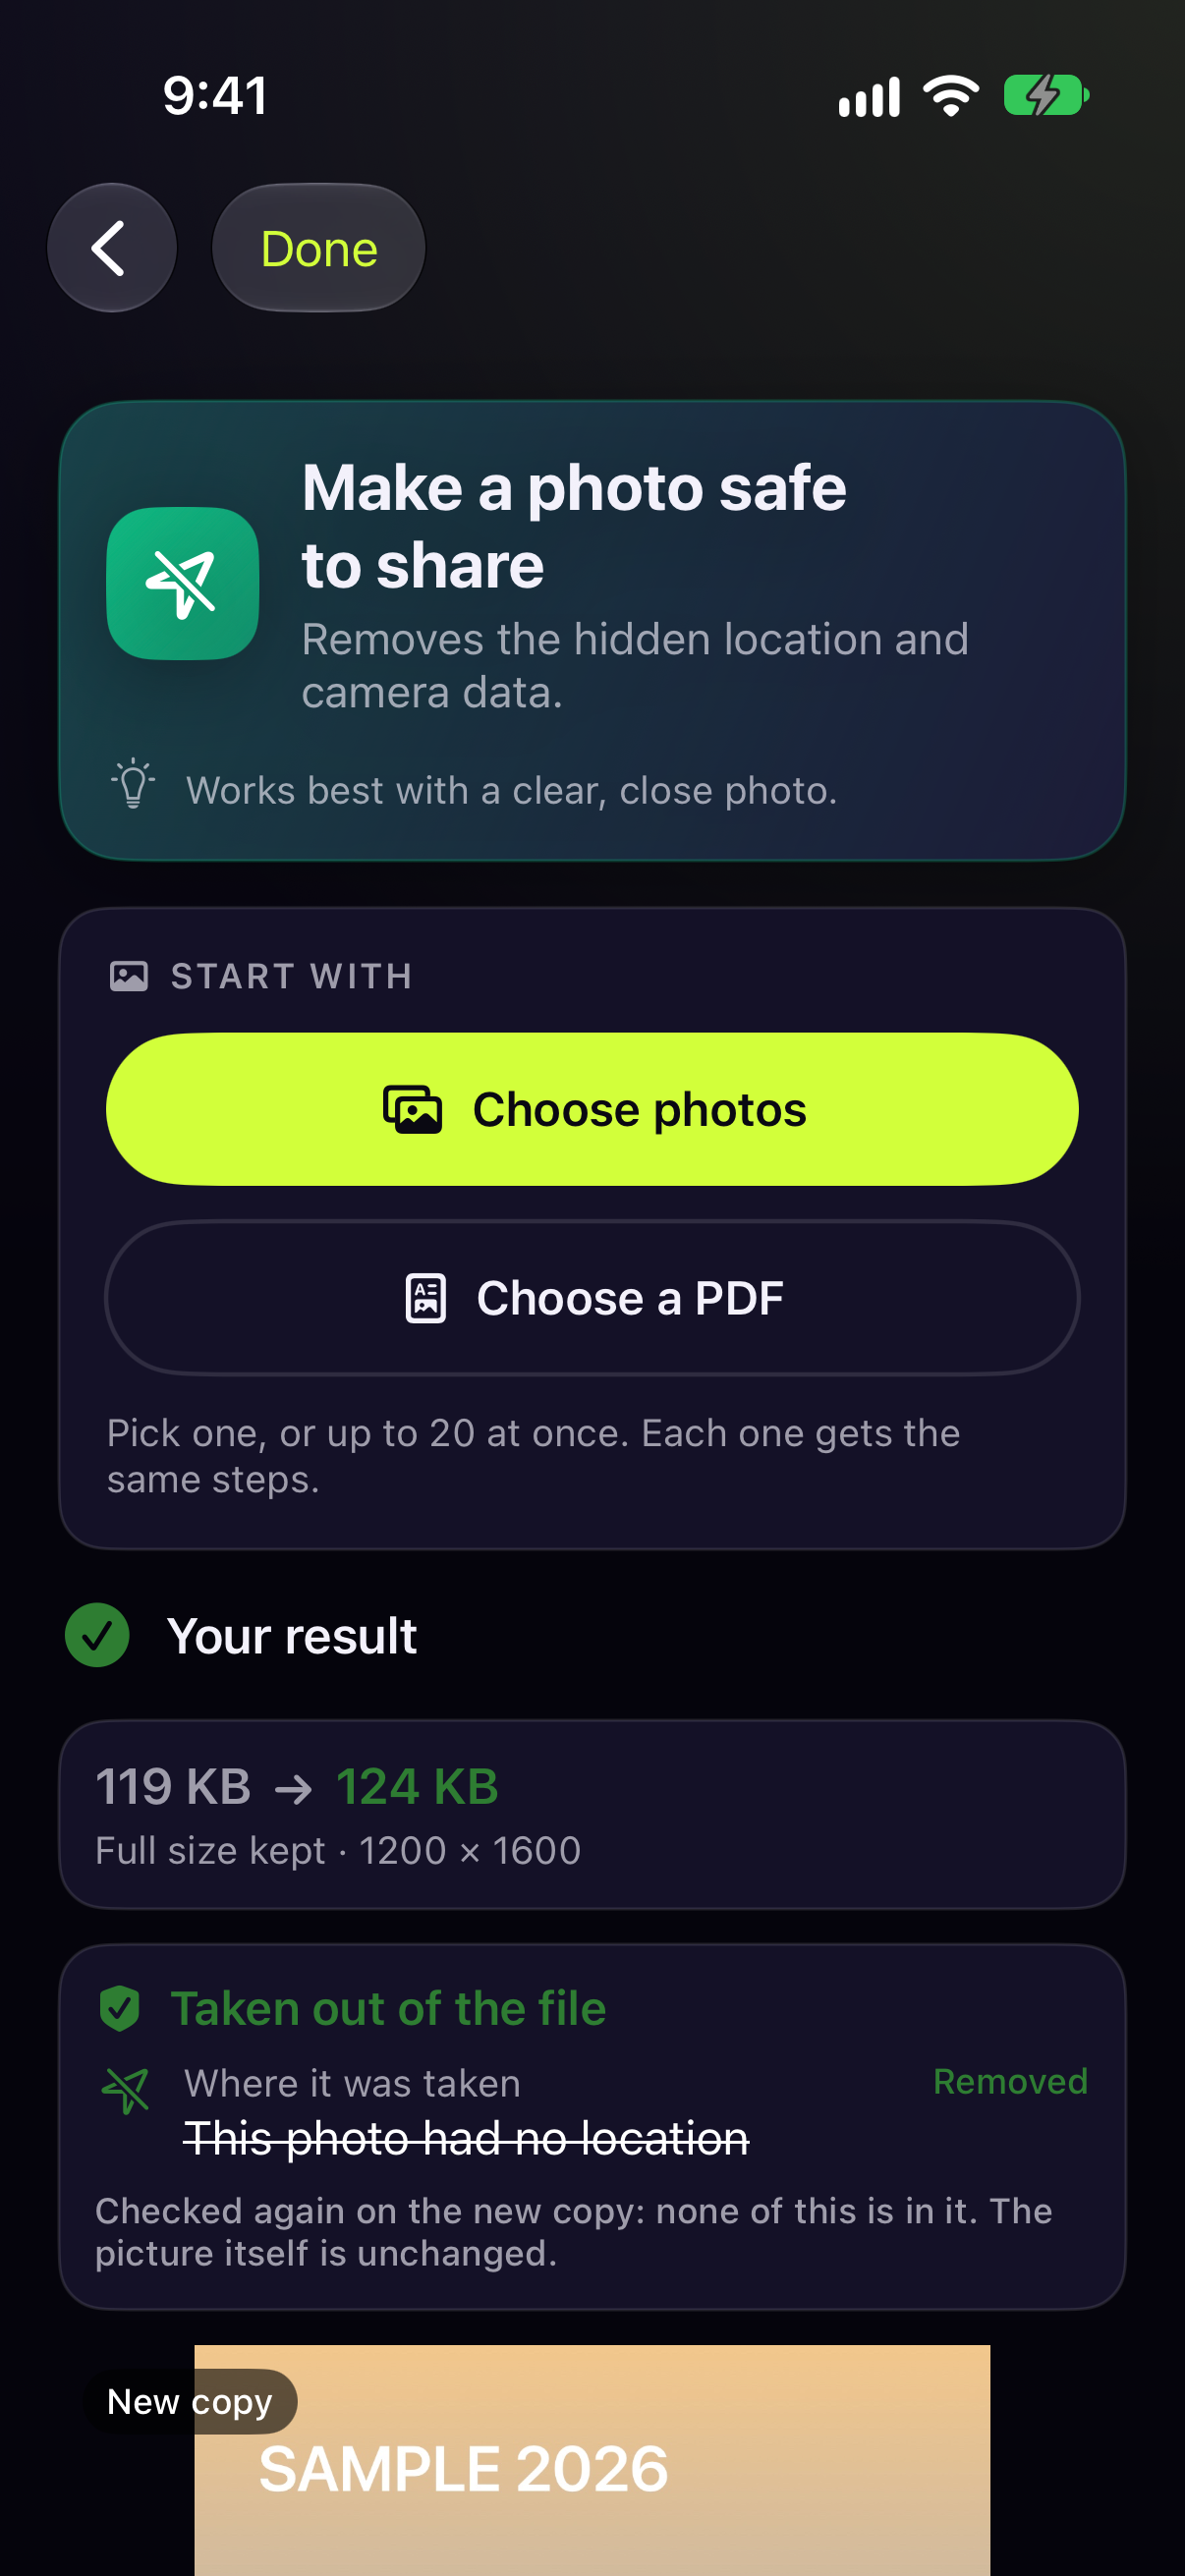 9:41
Done
Make a photo safe
to share
Removes the hidden location and
camera data.
Works best with a clear, close photo.
START WITH
Choose photos
Choose a PDF
Pick one, or up to 20 at once. Each one gets the
same steps.
Your result
119 KB → 124 KB
Full size kept · 1200 × 1600
Taken out of the file
Where it was taken
Removed
This photo had no location
Checked again on the new copy: none of this is in it. The
picture itself is unchanged.
New copy
SAMPLE 2026